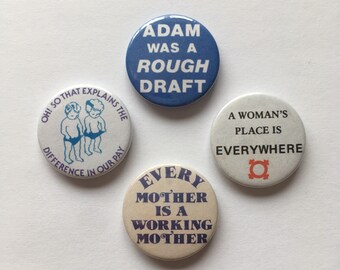 ADAM
WAS A
ROUGH
DRAFT
OH! SO THAT EXPLAINS THE
DIFFERENCE IN OUR PAY
A WOMAN'S
PLACE IS
EVERYWHERE
EVERY
MOTHER
IS A
WORKING
MOTHER